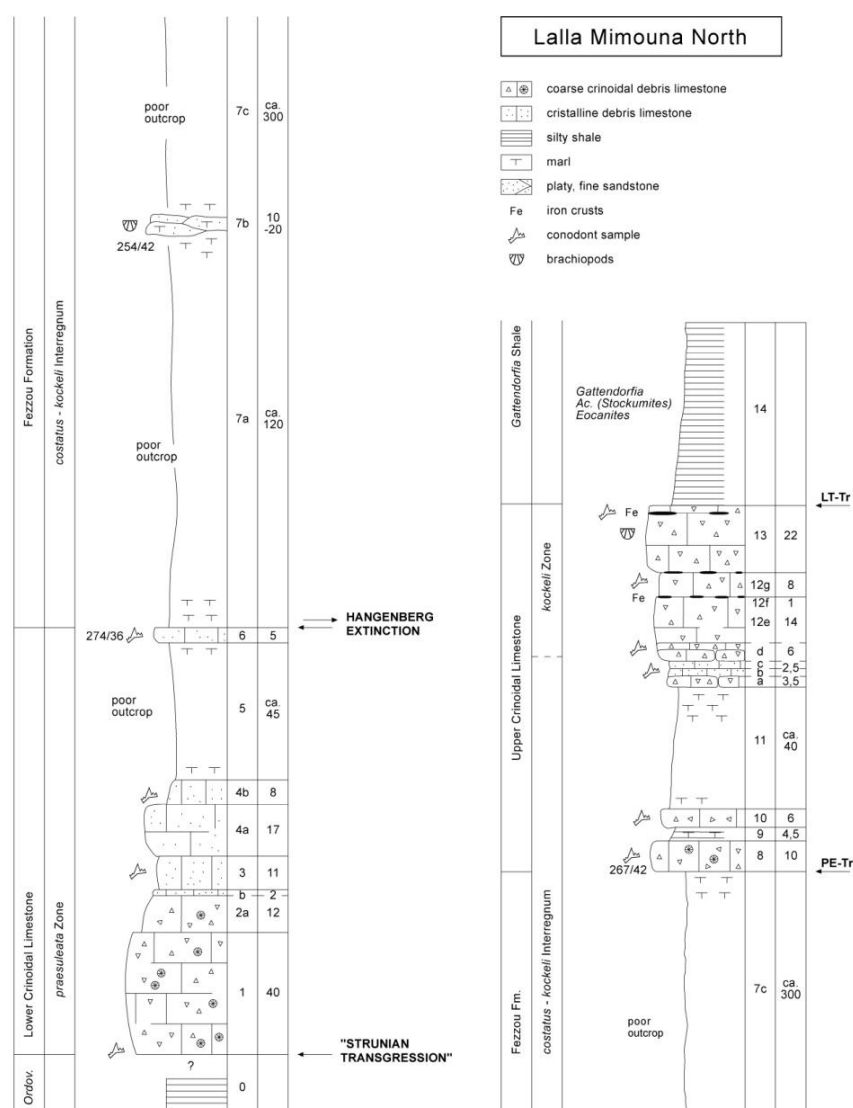 Lalla Mimouna North
coarse crinoidal debris limestone
cristalline debris limestone
silty shale
marl
platy, fine sandstone
Fe iron crusts
conodont sample
brachiopods
Fezzou Formation
costatus - kockeli Interregnum
poor
outcrop
7c
ca.
300
254/42
7b
10
-20
poor
outcrop
7a
ca.
120
HANGENBERG
EXTINCTION
Lower Crinoidal Limestone
praesuleata Zone
274/36
6 5
poor
outcrop
5
ca.
45
4b 8
4a 17
3 11
b 2
2a 12
1 40
"STRUNIAN
TRANSGRESSION"
Ordov.
?
0
Gattendorfia Shale
Gattendorfia
Ac. (Stockumites)
Eocanites
14
LT-Tr
Upper Crinoidal Limestone
kockeli Zone
Fe
13 22
12g 8
Fe
12f 1
12e 14
d 6
c
b 2,5
a 3,5
11
ca.
40
10 6
9 4,5
8 10
267/42
PE-Tr
Fezzou Fm.
costatus - kockeli Interregnum
7c
ca.
300
poor
outcrop